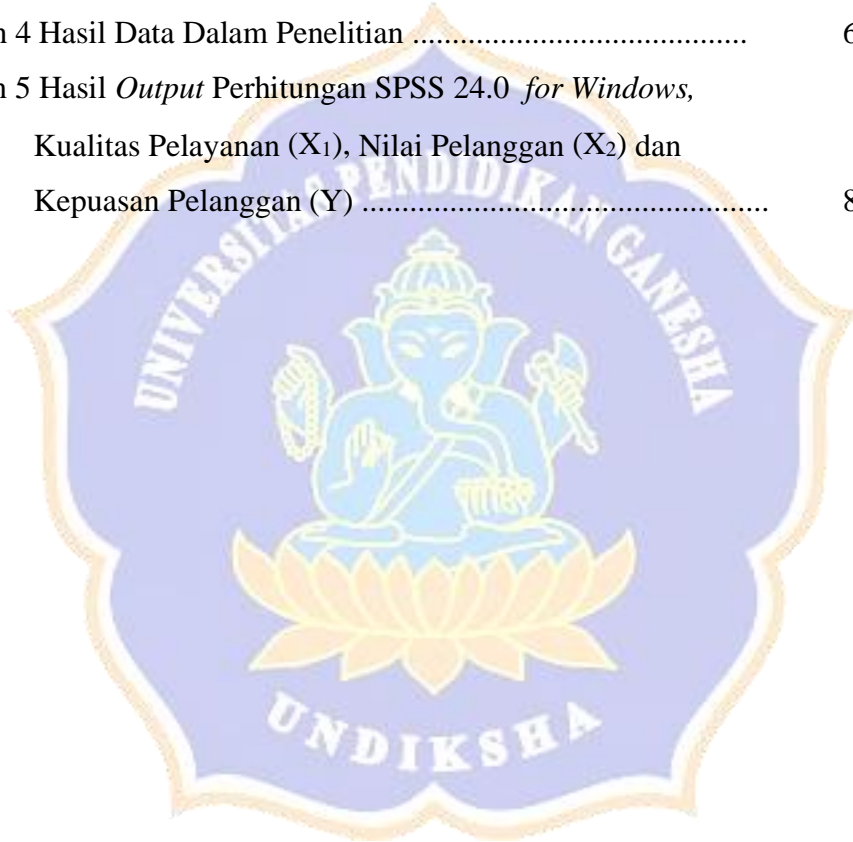 n 4 Hasil Data Dalam Penelitian ........................................... 6
n 5 Hasil Output Perhitungan SPSS 24.0 for Windows,
Kualitas Pelayanan (X₁), Nilai Pelanggan (X₂) dan
Kepuasan Pelanggan (Y) .................................................... 8
UNIVERSITAS PENDIDIKAN GANESHA
UNDIKSHA